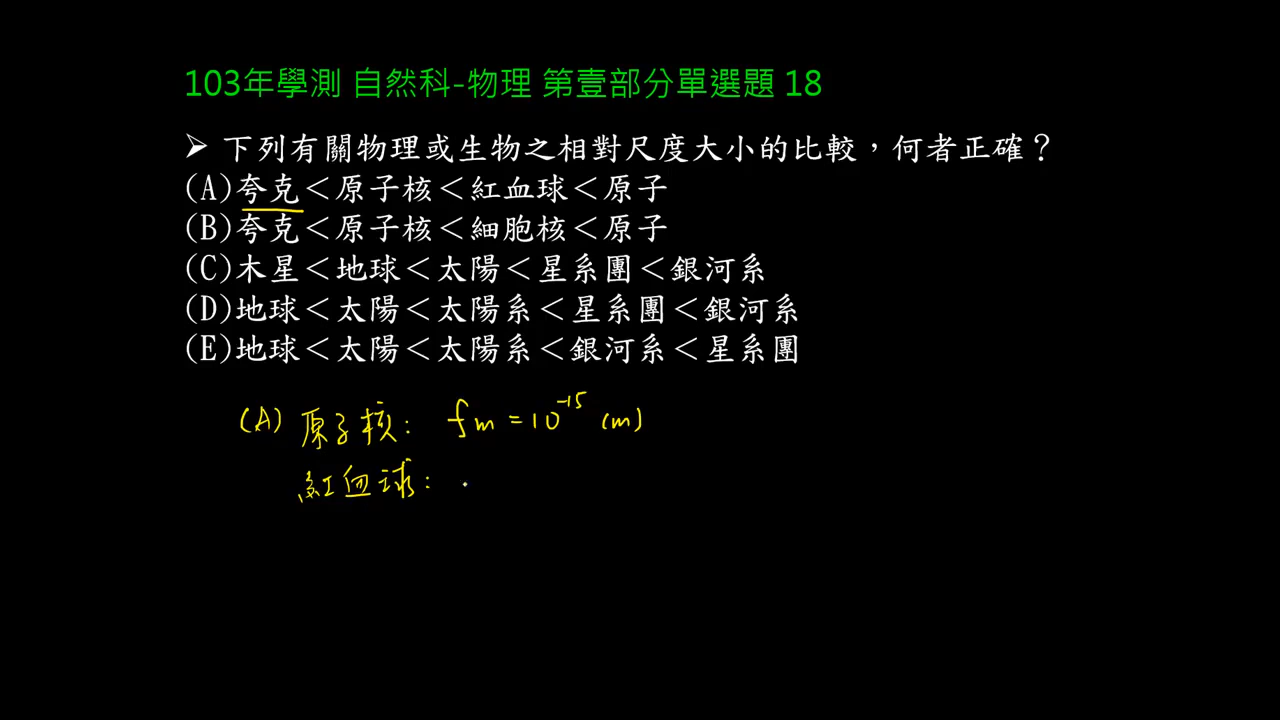 103年學測 自然科-物理 第壹部分單選題 18
➢ 下列有關物理或生物之相對尺度大小的比較，何者正確？
(A)夸克＜原子核＜紅血球＜原子
(B)夸克＜原子核＜細胞核＜原子
(C)木星＜地球＜太陽＜星系團＜銀河系
(D)地球＜太陽＜太陽系＜星系團＜銀河系
(E)地球＜太陽＜太陽系＜銀河系＜星系團
(A) 原子核： fm = 10^-15 (m)
紅血球：